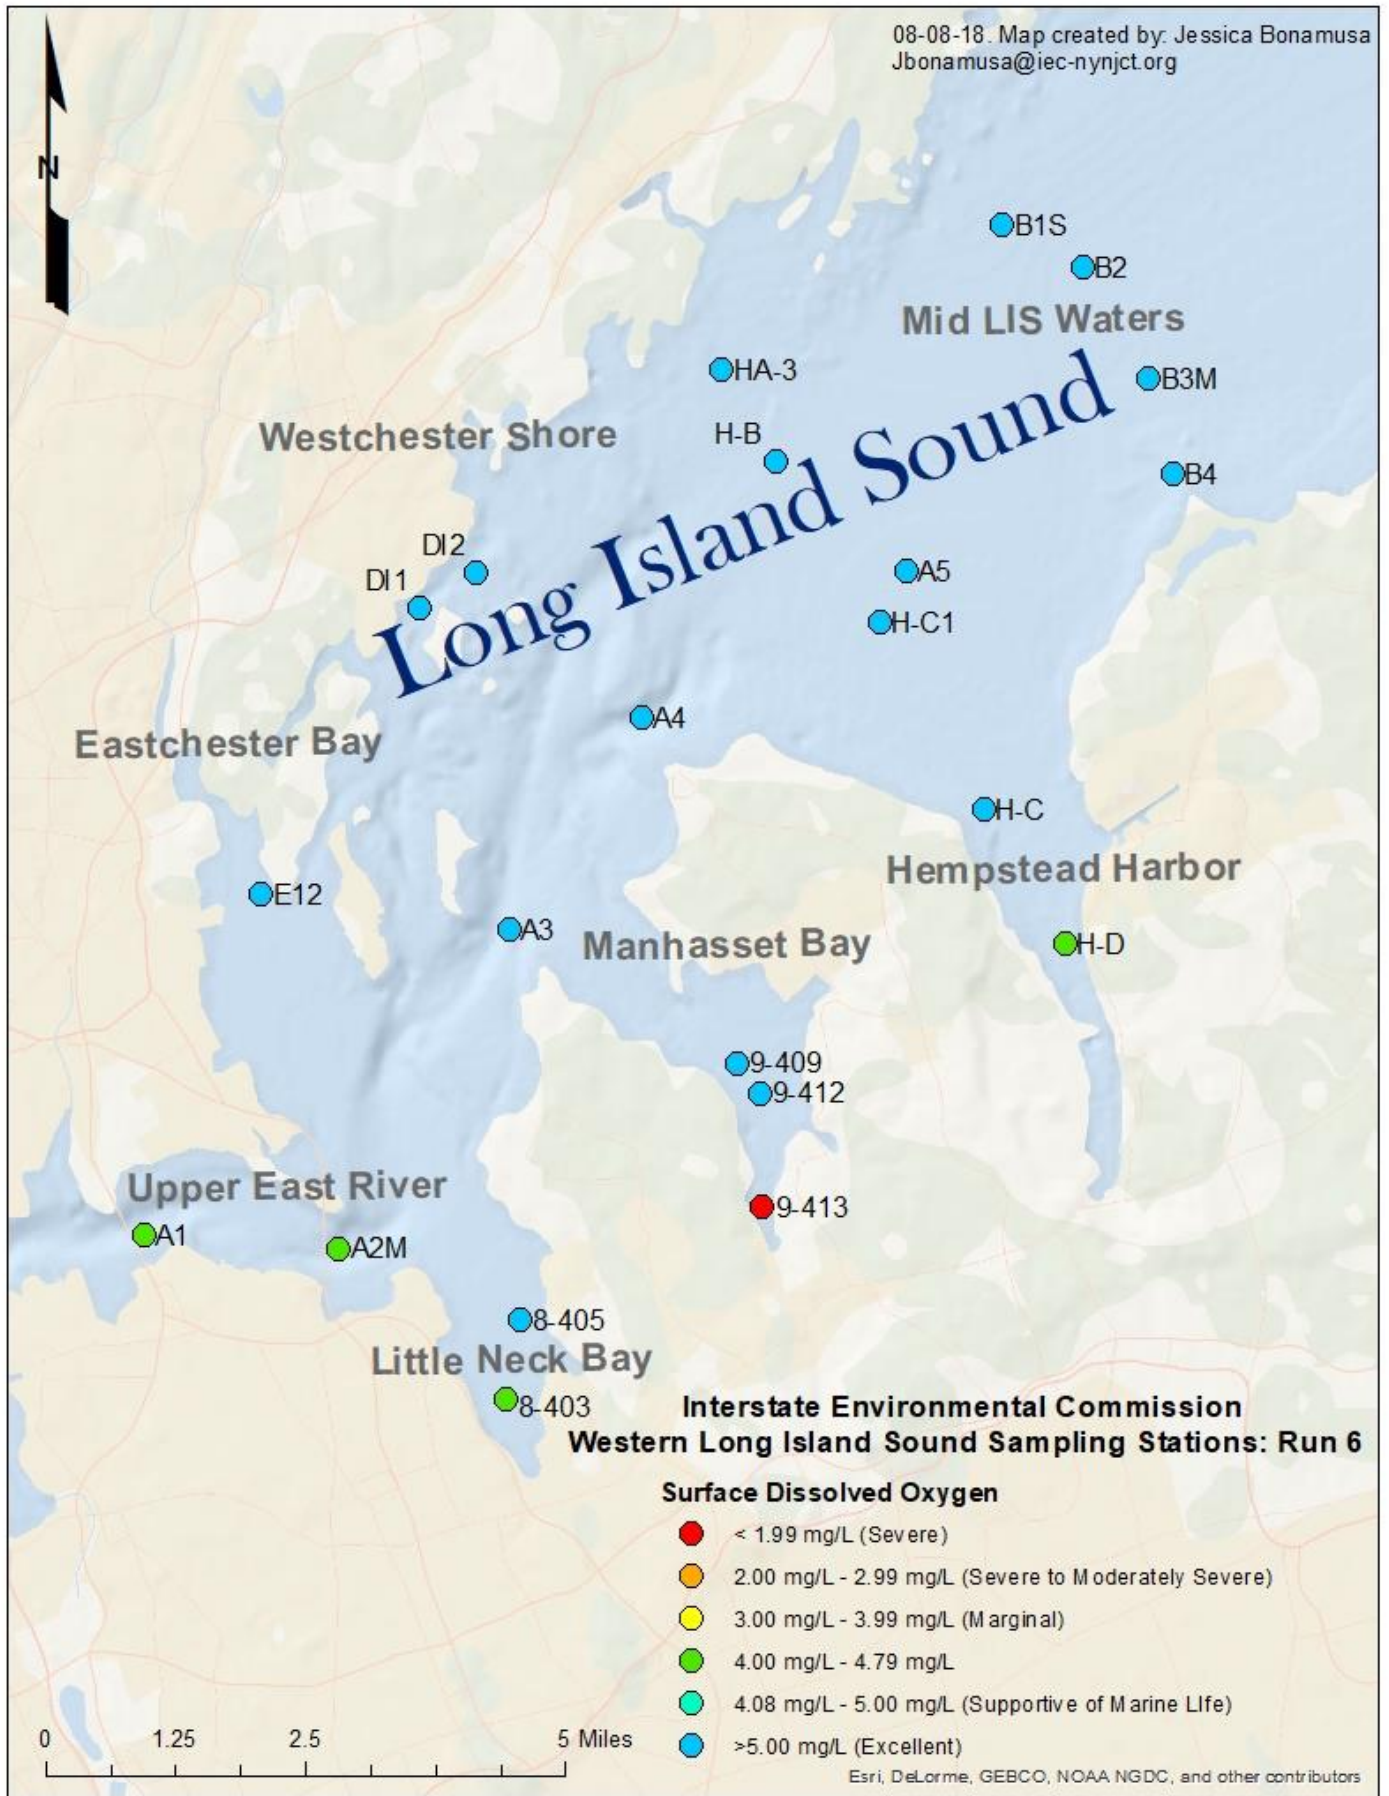 08-08-18. Map created by: Jessica Bonamusa
Jbonamusa@iec-nynjct.org
N
B1S
B2
Mid LIS Waters
HA-3
B3M
Westchester Shore
H-B
Long Island Sound
B4
DI2
A5
DI1
H-C1
A4
Eastchester Bay
H-C
Hempstead Harbor
E12
A3
Manhasset Bay
H-D
9-409
9-412
Upper East River
9-413
A1
A2M
8-405
Little Neck Bay
8-403
Interstate Environmental Commission
Western Long Island Sound Sampling Stations: Run 6
Surface Dissolved Oxygen
< 1.99 mg/L (Severe)
2.00 mg/L - 2.99 mg/L (Severe to Moderately Severe)
3.00 mg/L - 3.99 mg/L (Marginal)
4.00 mg/L - 4.79 mg/L
4.08 mg/L - 5.00 mg/L (Supportive of Marine LIfe)
>5.00 mg/L (Excellent)
0 1.25 2.5 5 Miles
Esri, DeLorme, GEBCO, NOAA NGDC, and other contributors